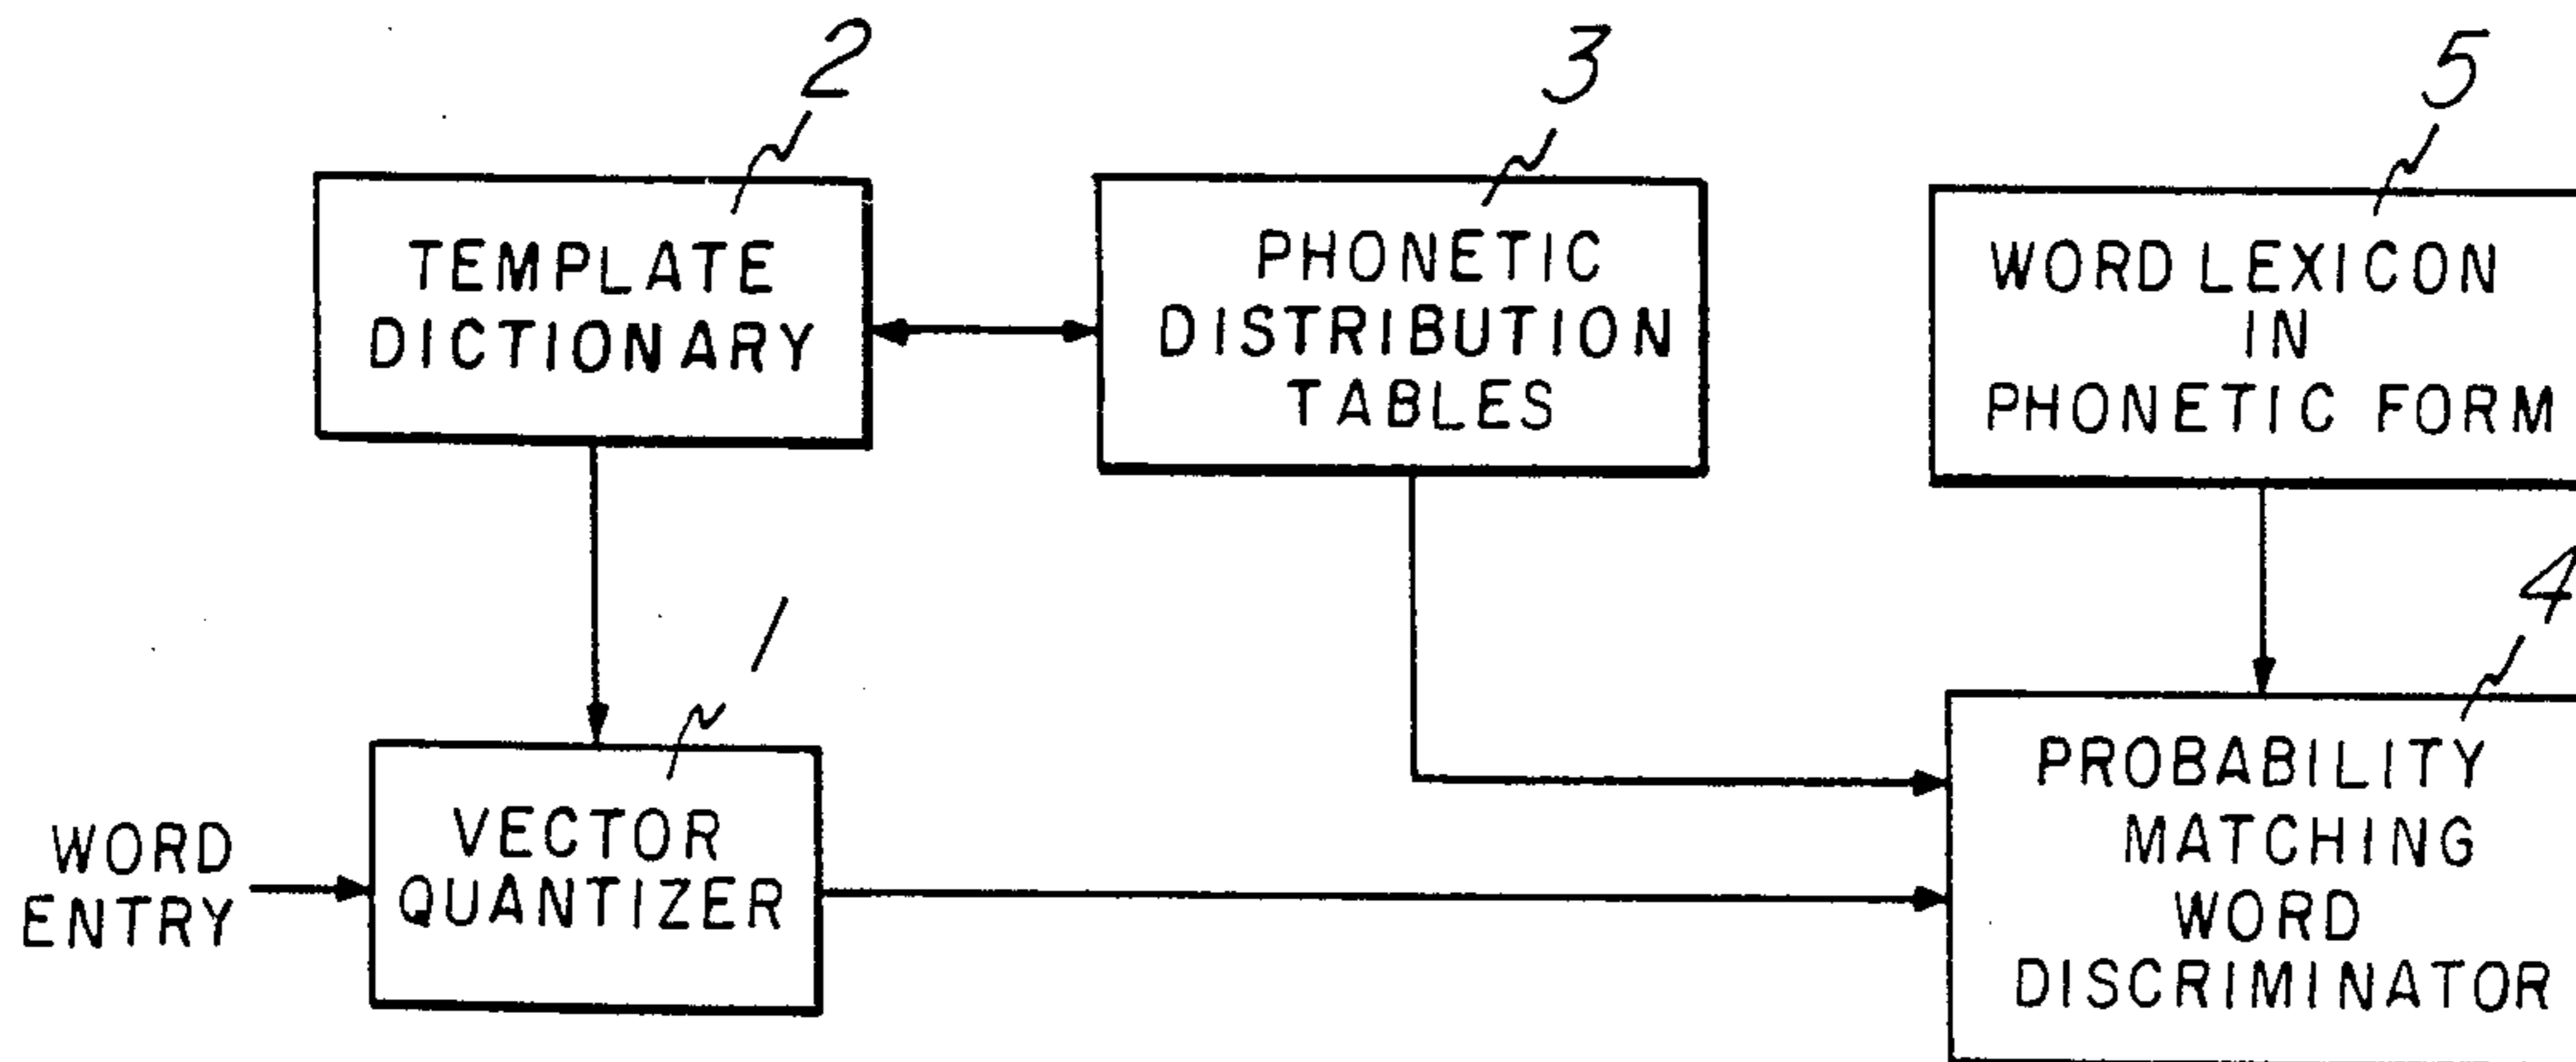 2
TEMPLATE
DICTIONARY
3
PHONETIC
DISTRIBUTION
TABLES
5
WORD LEXICON
IN
PHONETIC FORM
1
VECTOR
QUANTIZER
WORD
ENTRY
4
PROBABILITY
MATCHING
WORD
DISCRIMINATOR